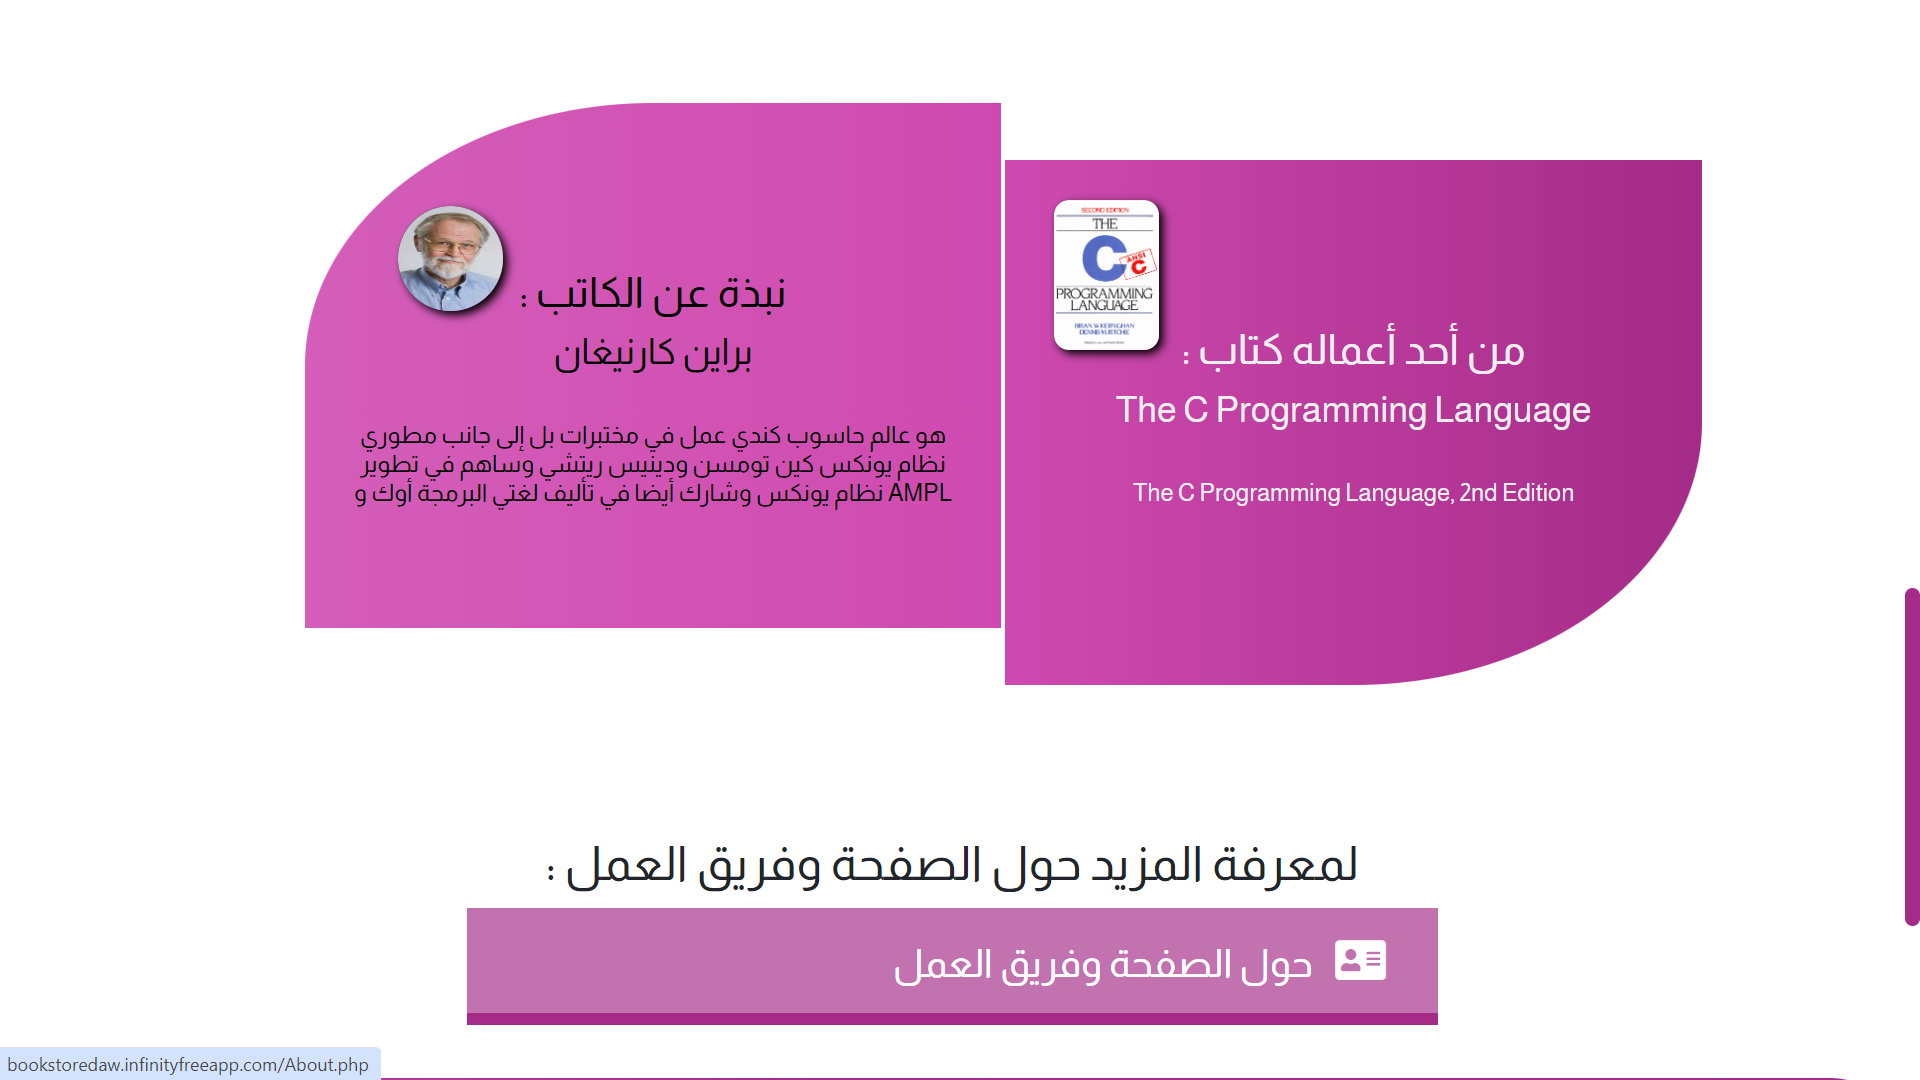 نبذة عن الكاتب :
براين كارنيغان
هو عالم حاسوب كندي عمل في مختبرات بل إلى جانب مطوري
نظام يونكس كين تومسن ودينيس ريتشي وساهم في تطوير
نظام يونكس وشارك أيضا في تأليف لغتي البرمجة أوك و AMPL
SECOND EDITION
THE
C
ANSI
C
PROGRAMMING
LANGUAGE
BRIAN W. KERNIGHAN
DENNIS M. RITCHIE
من أحد أعماله كتاب :
The C Programming Language
The C Programming Language, 2nd Edition
لمعرفة المزيد حول الصفحة وفريق العمل :
حول الصفحة وفريق العمل
bookstoredaw.infinityfreeapp.com/About.php